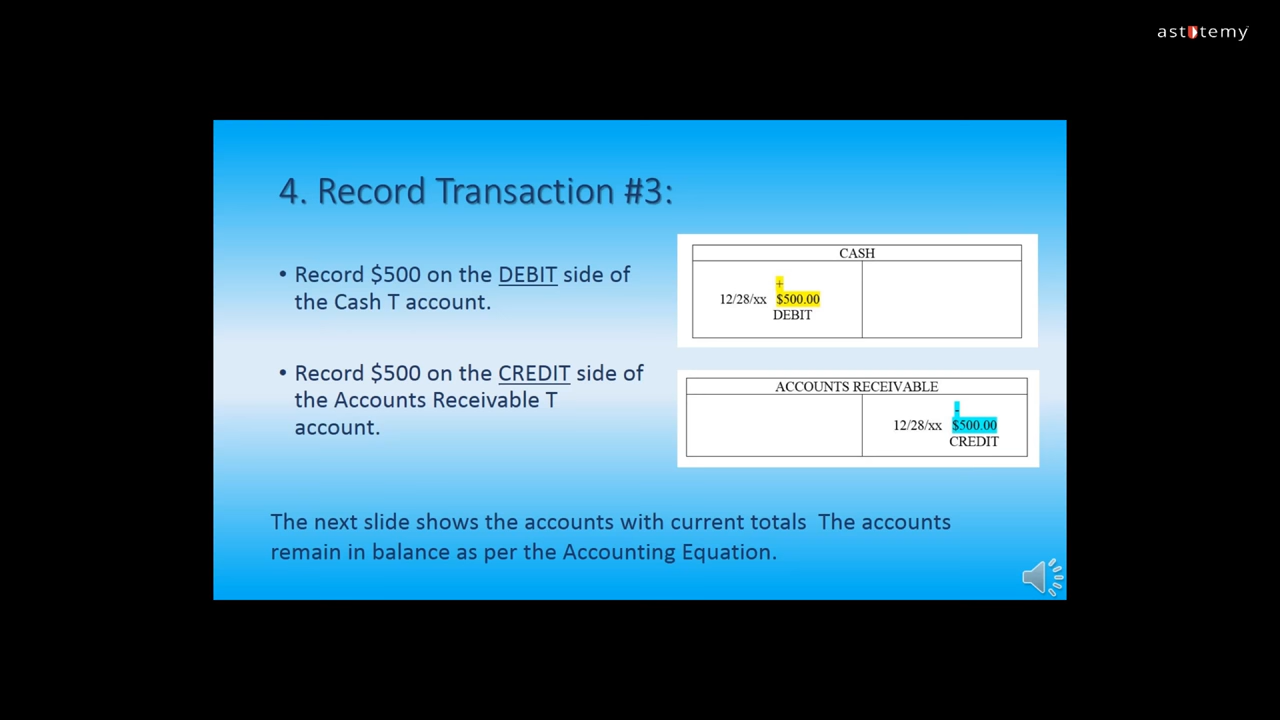 astutemy
4. Record Transaction #3:
• Record $500 on the DEBIT side of
the Cash T account.
• Record $500 on the CREDIT side of
the Accounts Receivable T
account.
CASH
+
12/28/xx $500.00
DEBIT
ACCOUNTS RECEIVABLE
-
12/28/xx $500.00
CREDIT
The next slide shows the accounts with current totals  The accounts
remain in balance as per the Accounting Equation.